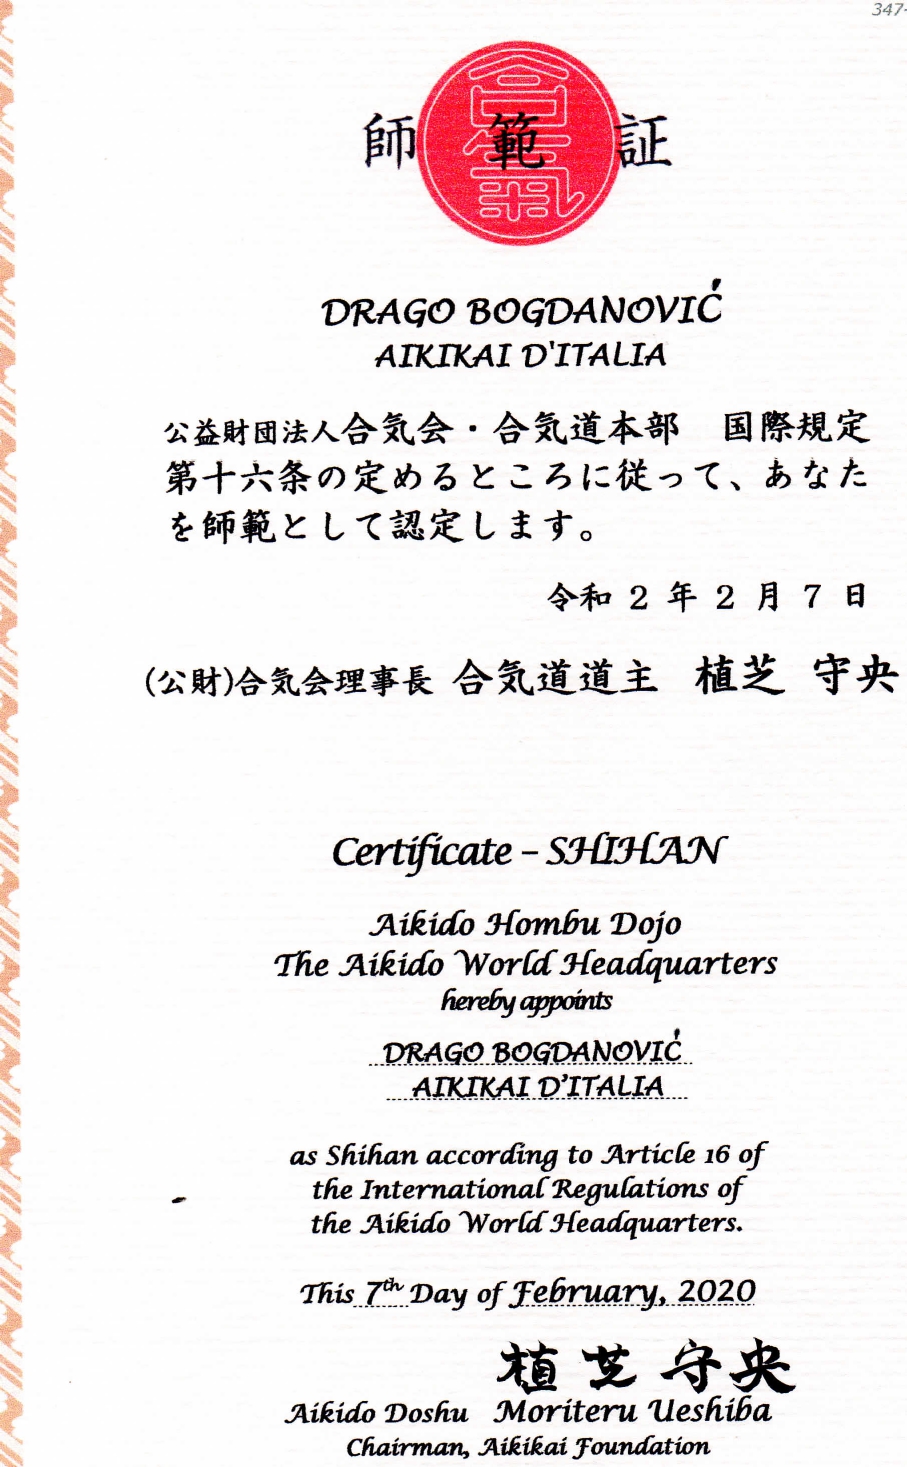 347-
師範証
合気
DRAGO BOGDANOVIĆ
AIKIKAI D'ITALIA
公益財団法人合気会・合気道本部　国際規定
第十六条の定めるところに従って、あなた
を師範として認定します。
令和 2 年 2 月 7 日
(公財)合気会理事長 合気道道主　植芝 守央
Certificate – SHIHAN
Aikido Hombu Dojo
The Aikido World Headquarters
hereby appoints
DRAGO BOGDANOVIĆ
AIKIKAI D’ITALIA
as Shihan according to Article 16 of
the International Regulations of
the Aikido World Headquarters.
This 7th Day of February, 2020
植芝守央
Aikido Doshu Moriteru Ueshiba
Chairman, Aikikai Foundation